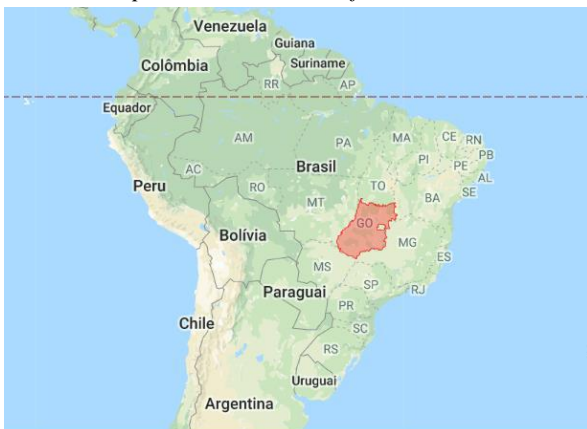 Venezuela
Guiana
Colômbia
Suriname
RR
AP
Equador
AM
PA
MA
CE
RN
PB
Brasil
PI
PE
AC
TO
AL
Peru
RO
SE
MT
BA
GO
Bolívia
MG
ES
MS
SP
RJ
Paraguai
PR
Chile
SC
RS
Uruguai
Argentina